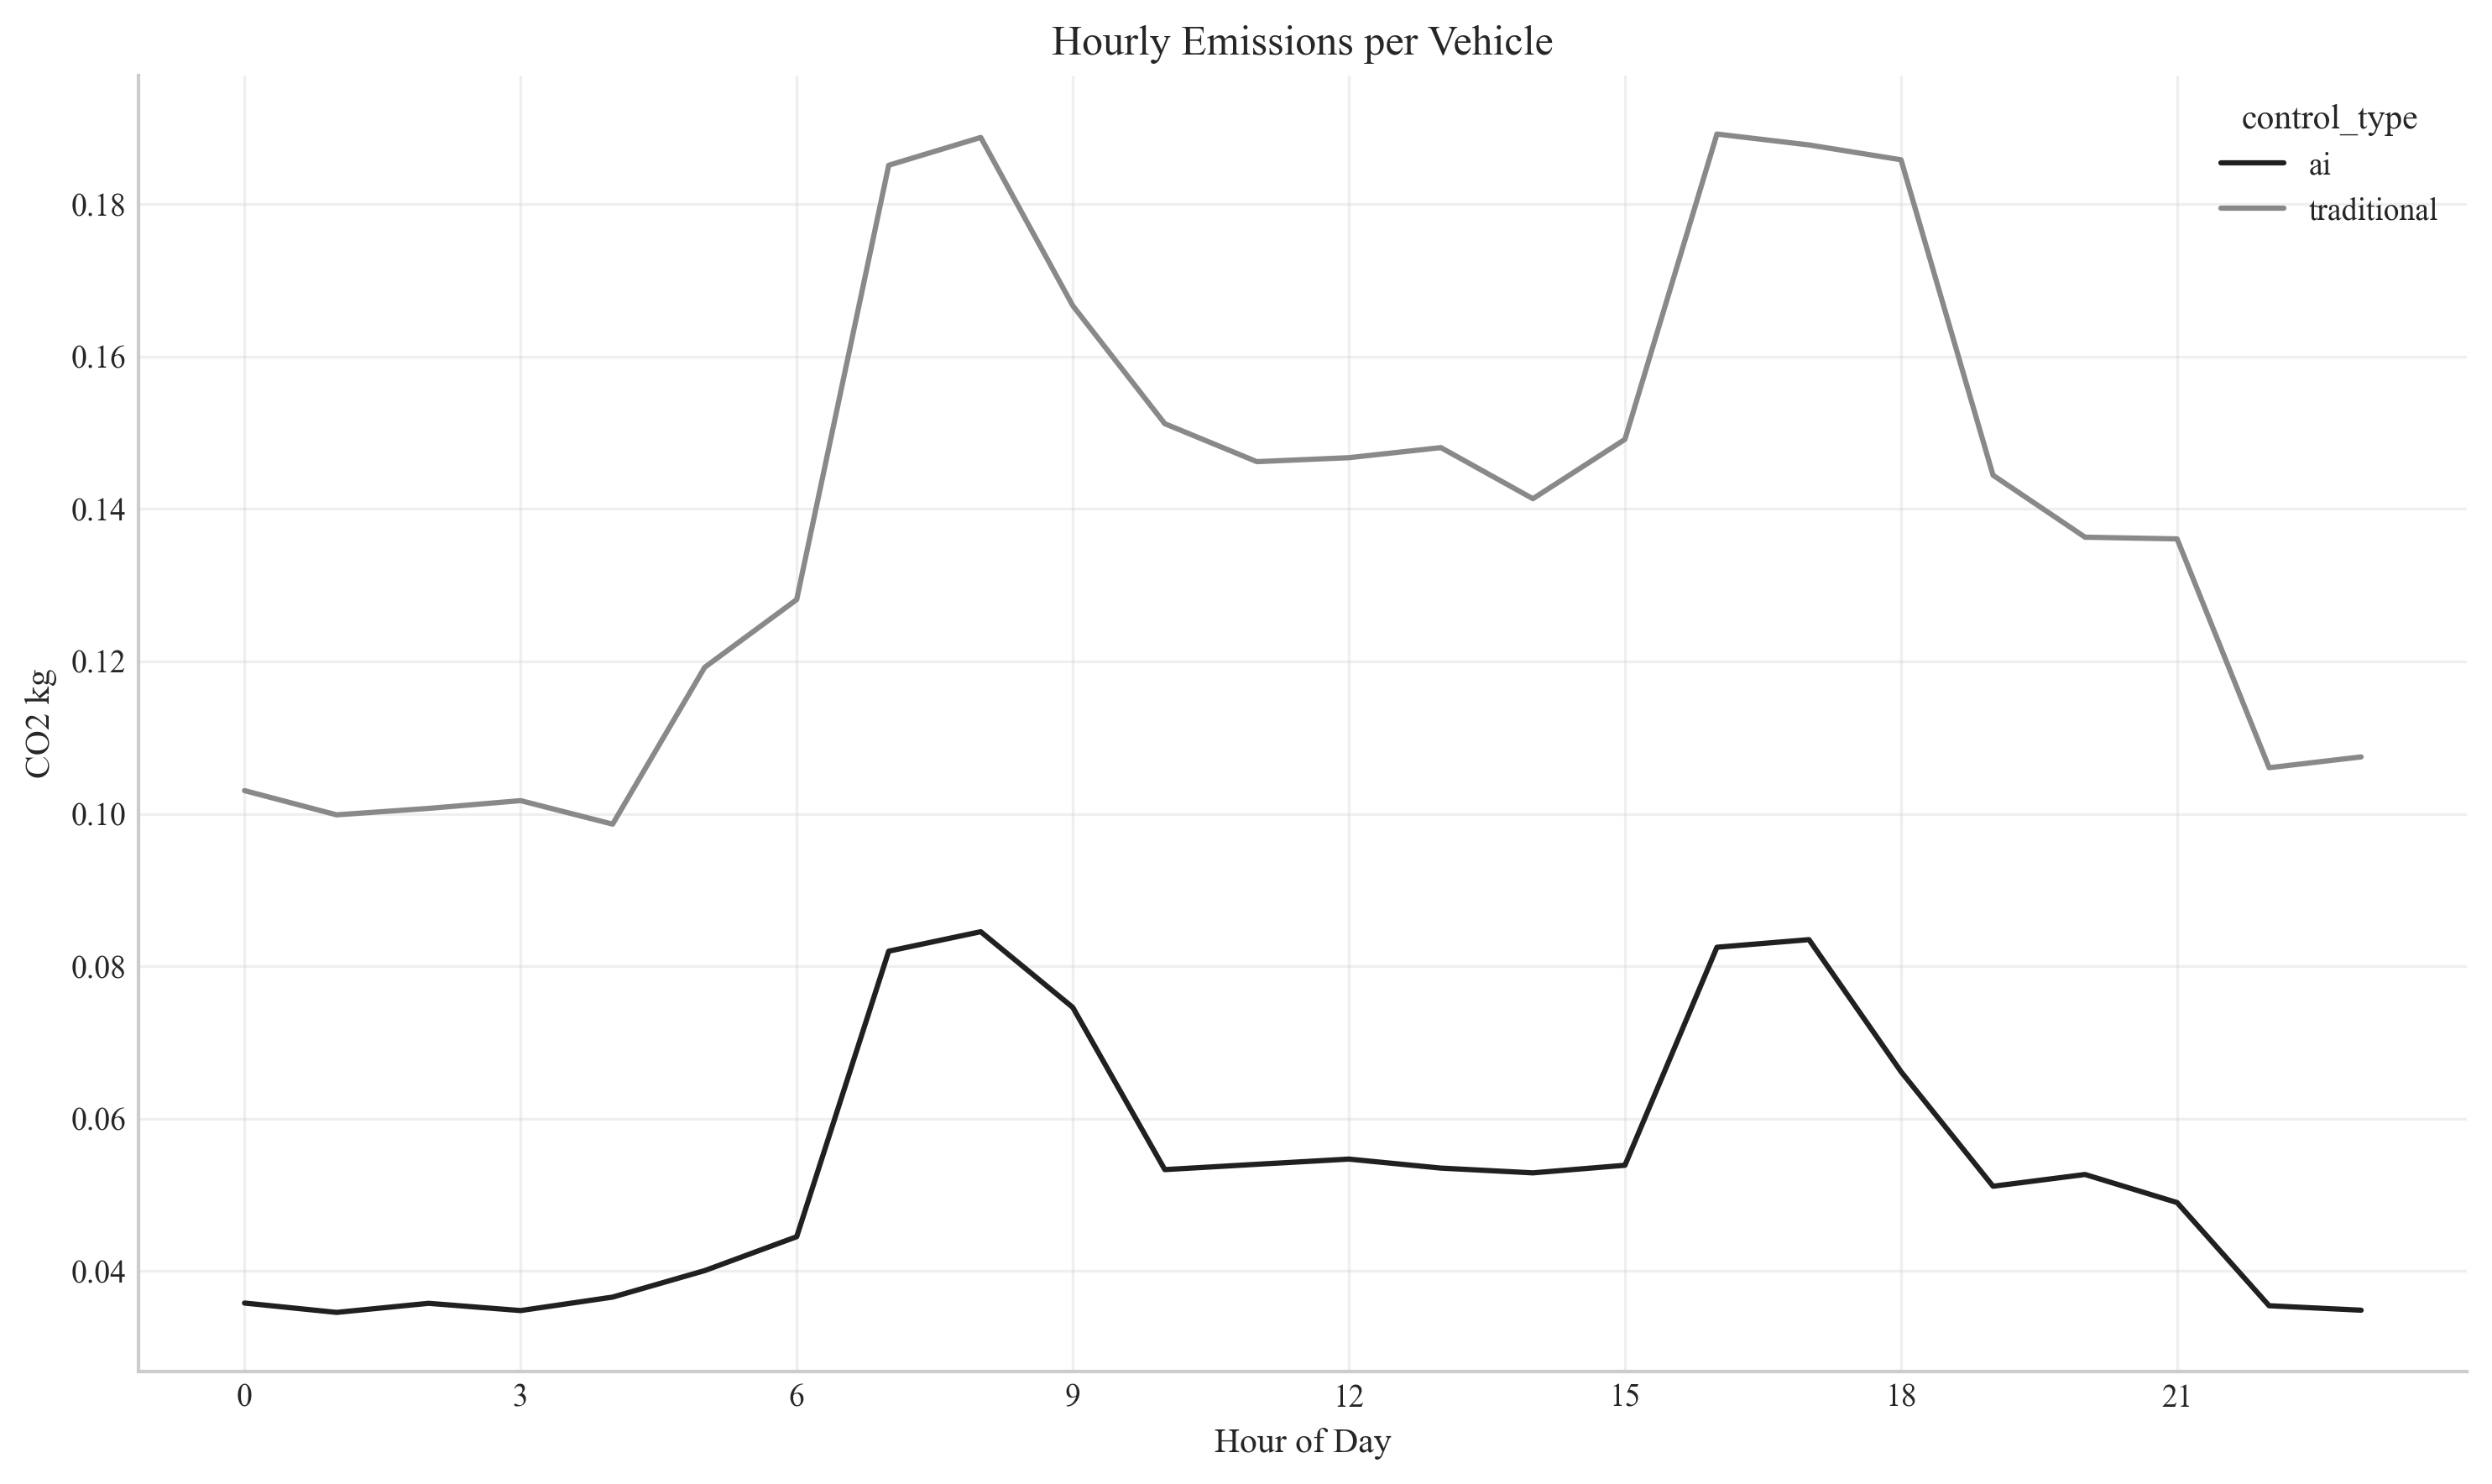 Hourly Emissions per Vehicle
control_type
ai
traditional
0.18
0.16
0.14
0.12
0.10
0.08
0.06
0.04
CO2 kg
0 3 6 9 12 15 18 21
Hour of Day